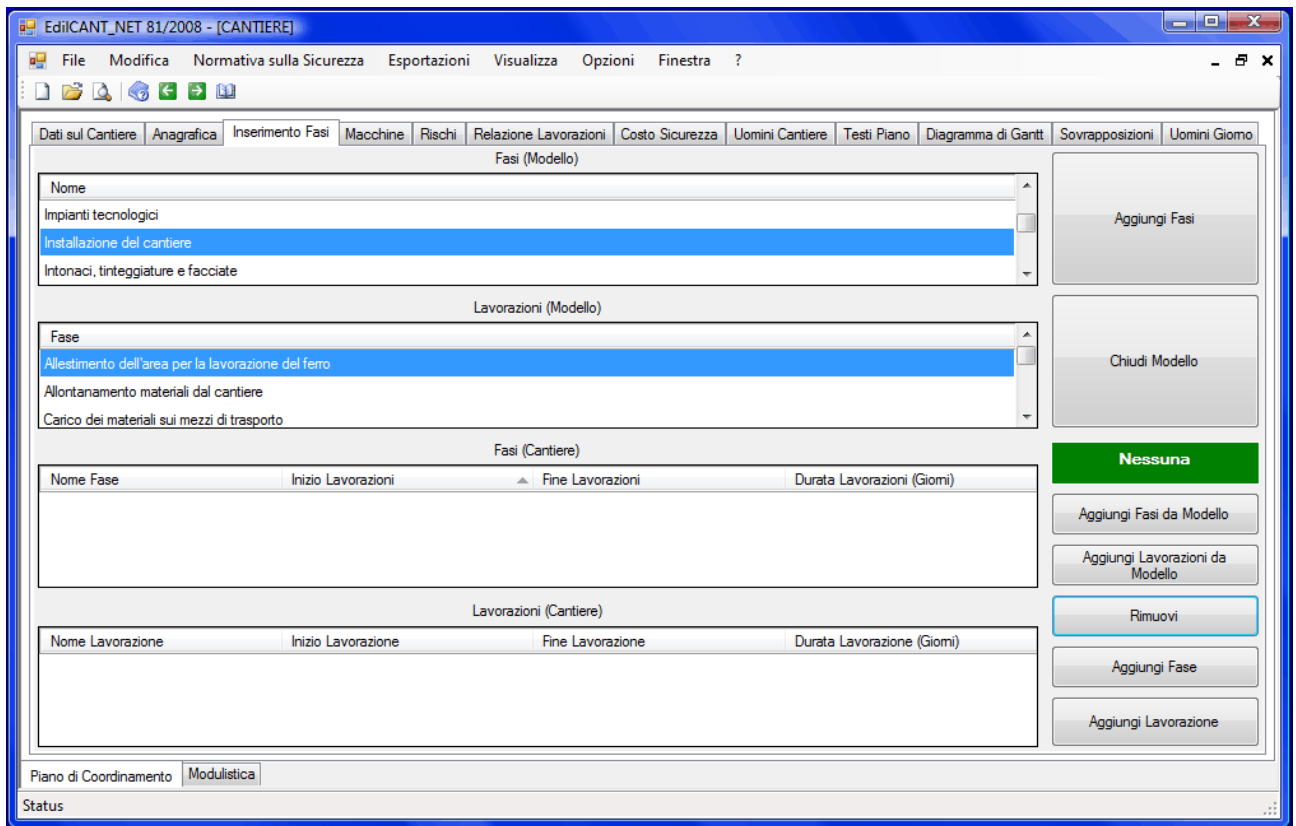 EdilCANT_NET 81/2008 - [CANTIERE]
File Modifica Normativa sulla Sicurezza Esportazioni Visualizza Opzioni Finestra ?
Dati sul Cantiere Anagrafica Inserimento Fasi Macchine Rischi Relazione Lavorazioni Costo Sicurezza Uomini Cantiere Testi Piano Diagramma di Gantt Sovrapposizioni Uomini Giorno
Fasi (Modello)
Nome
Impianti tecnologici
Installazione del cantiere
Intonaci, tinteggiature e facciate
Aggiungi Fasi
Lavorazioni (Modello)
Fase
Allestimento dell'area per la lavorazione del ferro
Allontanamento materiali dal cantiere
Carico dei materiali sui mezzi di trasporto
Chiudi Modello
Fasi (Cantiere)
Nome Fase Inizio Lavorazioni Fine Lavorazioni Durata Lavorazioni (Giorni)
Nessuna
Aggiungi Fasi da Modello
Aggiungi Lavorazioni da
Modello
Lavorazioni (Cantiere)
Nome Lavorazione Inizio Lavorazione Fine Lavorazione Durata Lavorazione (Giorni)
Rimuovi
Aggiungi Fase
Aggiungi Lavorazione
Piano di Coordinamento Modulistica
Status